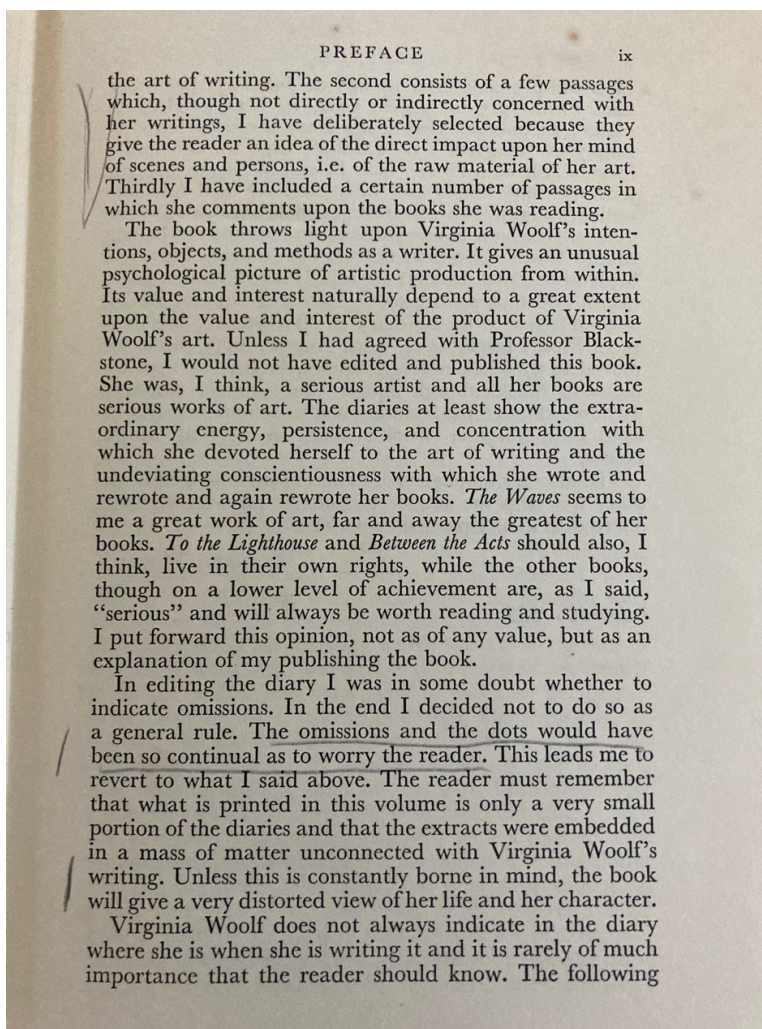 PREFACE ix
the art of writing. The second consists of a few passages
which, though not directly or indirectly concerned with
her writings, I have deliberately selected because they
give the reader an idea of the direct impact upon her mind
of scenes and persons, i.e. of the raw material of her art.
Thirdly I have included a certain number of passages in
which she comments upon the books she was reading.
The book throws light upon Virginia Woolf's inten-
tions, objects, and methods as a writer. It gives an unusual
psychological picture of artistic production from within.
Its value and interest naturally depend to a great extent
upon the value and interest of the product of Virginia
Woolf's art. Unless I had agreed with Professor Black-
stone, I would not have edited and published this book.
She was, I think, a serious artist and all her books are
serious works of art. The diaries at least show the extra-
ordinary energy, persistence, and concentration with
which she devoted herself to the art of writing and the
undeviating conscientiousness with which she wrote and
rewrote and again rewrote her books. The Waves seems to
me a great work of art, far and away the greatest of her
books. To the Lighthouse and Between the Acts should also, I
think, live in their own rights, while the other books,
though on a lower level of achievement are, as I said,
"serious" and will always be worth reading and studying.
I put forward this opinion, not as of any value, but as an
explanation of my publishing the book.
In editing the diary I was in some doubt whether to
indicate omissions. In the end I decided not to do so as
a general rule. The omissions and the dots would have
been so continual as to worry the reader. This leads me to
revert to what I said above. The reader must remember
that what is printed in this volume is only a very small
portion of the diaries and that the extracts were embedded
in a mass of matter unconnected with Virginia Woolf's
writing. Unless this is constantly borne in mind, the book
will give a very distorted view of her life and her character.
Virginia Woolf does not always indicate in the diary
where she is when she is writing it and it is rarely of much
importance that the reader should know. The following